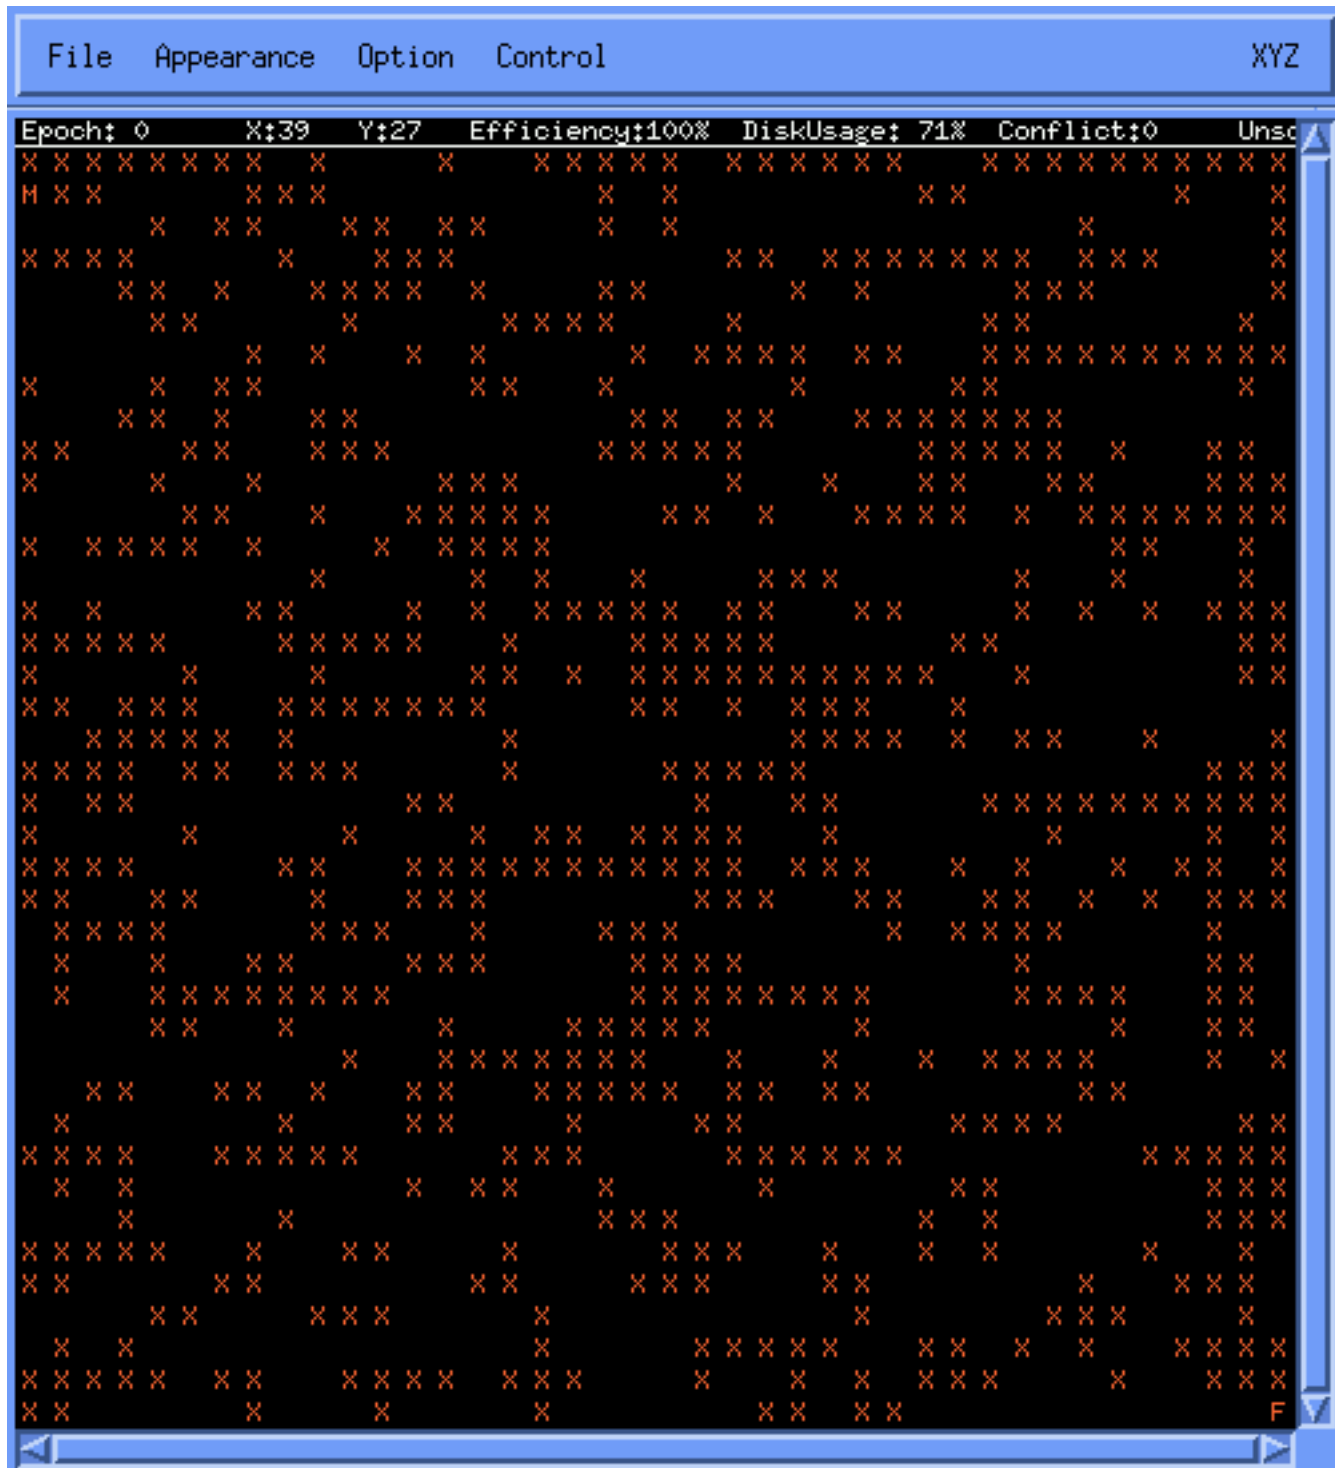 File Appearance Option Control XYZ
Epoch: 0 X:39 Y:27 Efficiency:100% DiskUsage: 71% Conflict:0
X X X X X X X X   X   X   X X X X X   X X X X X X   X X X X X X X X X X
M X X   X X X   X   X   X X   X   X
X   X X   X X   X X   X   X   X   X
X X X X   X   X X X   X X   X X X X X X X   X X X   X
X X   X   X X X X   X   X X   X   X   X X X   X
X X   X   X X X X   X   X X   X
X   X   X   X   X   X X X X   X X   X X X X X X X X X X
X   X   X X   X X   X   X   X X   X
X X   X   X X   X X   X X   X X X X X X X
X X   X X   X X X   X X X X X   X X X X X   X   X X
X   X   X   X X X   X   X   X X   X X   X X X
X X   X   X X X X X   X X   X   X X X X   X   X X X X X X X
X   X X X X   X   X   X X X X   X X   X
X   X   X   X   X X X   X   X   X
X   X   X X   X   X   X X X X X   X X   X X   X   X   X   X X X
X X X X X   X X X X X   X   X X X X X   X X   X X
X   X   X   X X   X   X X X X X X X X X X   X   X X
X X   X X X   X X X X X X X   X X   X   X X X   X
X X X X X   X   X   X X X X   X   X X   X   X
X X X X   X X   X X X   X   X X X X X   X X X
X   X X   X X   X   X X   X X X X X X X X X X
X   X   X   X   X X   X X X X   X   X   X   X
X X X X   X X   X X X X X X X X X X X   X X X   X   X   X   X X   X
X X   X X   X   X X X   X X X   X X   X X   X   X   X X X
X X X X   X X X   X   X X X   X   X X X X   X
X   X   X X   X X X   X X X X   X   X X
X   X X X X X X X X   X X X X X X X X   X X X X   X X
X X   X   X   X X X X X   X   X   X X
X   X X X X X X X   X   X   X   X X X X   X   X
X X   X X   X   X X   X X X X X   X X   X X   X X
X   X   X X   X   X X   X X X X   X X
X X X X   X X X X X   X X X   X X X X X X   X X X X X
X   X   X   X X   X   X   X X   X X X
X   X   X X X   X   X   X X X
X X X X X   X   X X   X   X X X   X   X   X   X   X
X X   X X   X X   X X X   X X   X   X X X
X X   X X X   X   X   X X X   X
X   X   X   X X X X X   X X   X   X   X X X X
X X X X X   X X   X X X X   X X X   X   X   X   X X X   X   X X X
X X   X   X   X   X X   X X   F